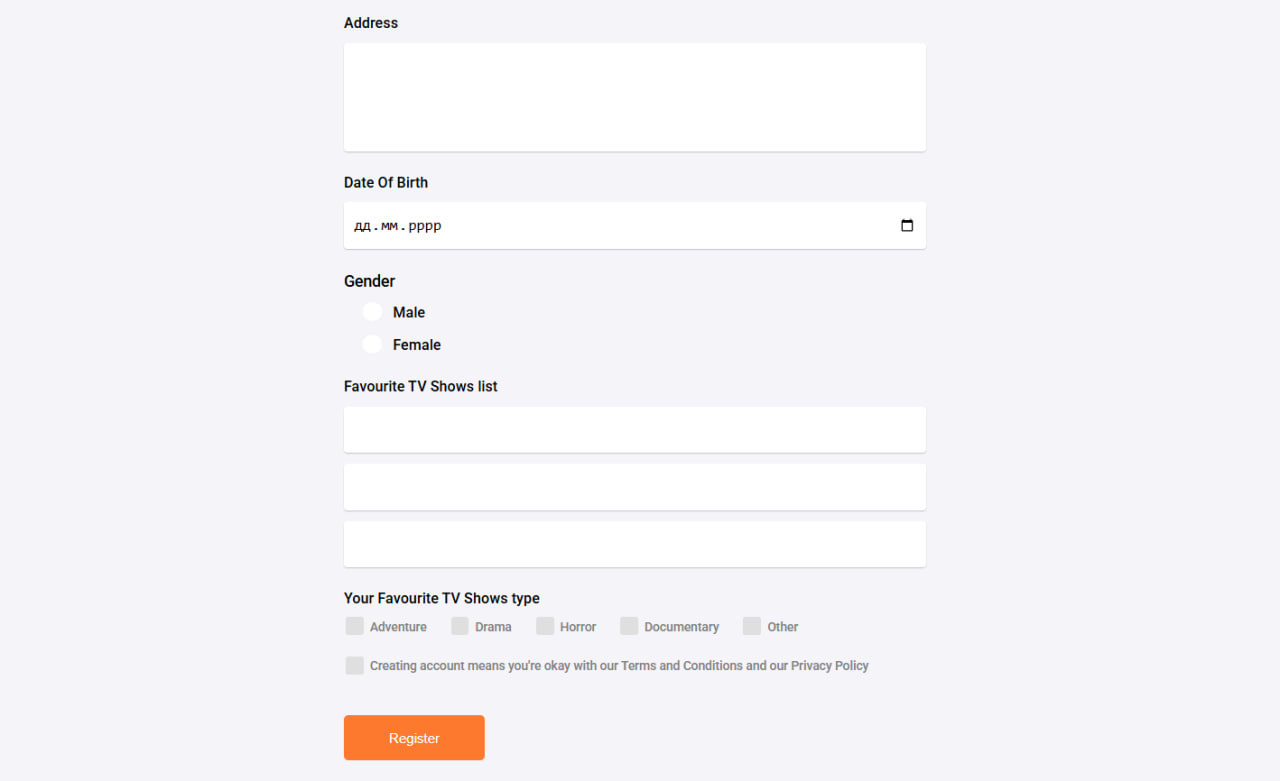 Address
Date Of Birth
дд.мм.рррр
Gender
Male
Female
Favourite TV Shows list
Your Favourite TV Shows type
Adventure Drama Horror Documentary Other
Creating account means you're okay with our Terms and Conditions and our Privacy Policy
Register